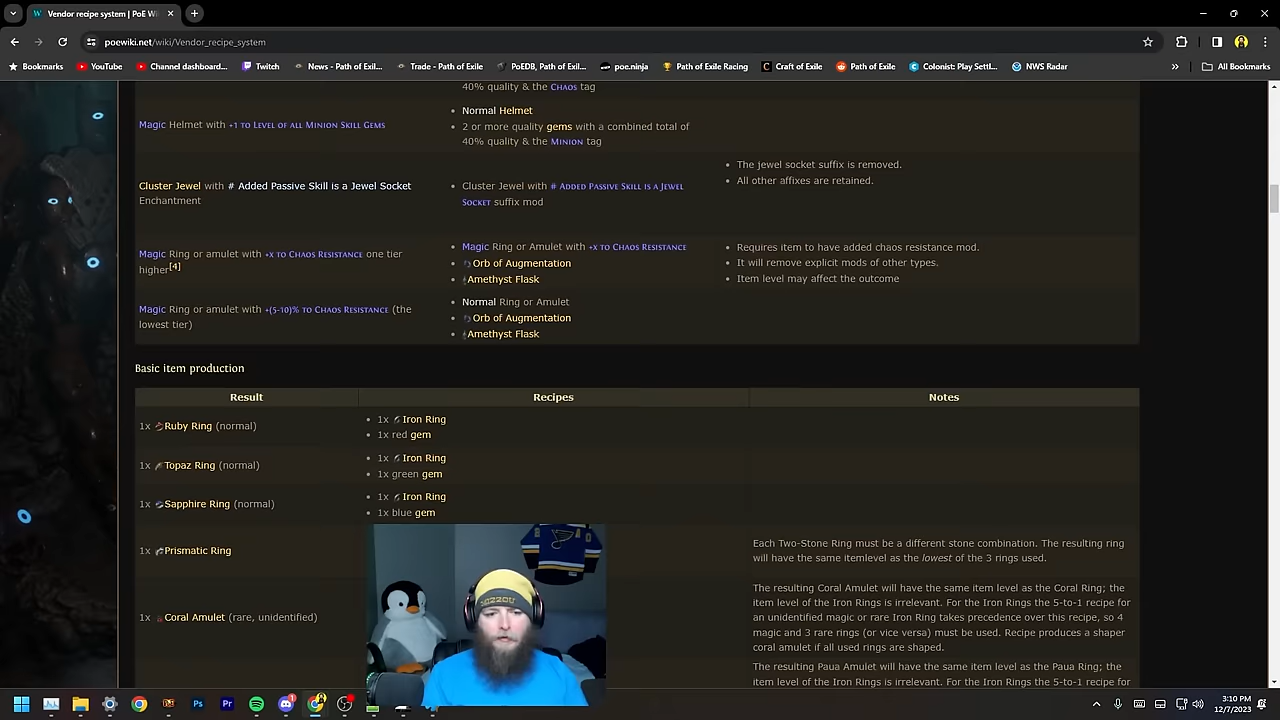 Vendor recipe system | PoE Wi
poewiki.net/wiki/Vendor_recipe_system
Bookmarks YouTube Channel dashboard... Twitch News - Path of Exil... Trade - Path of Exile PoEDB, Path of Exil... poe.ninja Path of Exile Racing Craft of Exile Path of Exile Colonist: Play Settl... NWS Radar » All Bookmarks
40% quality & the Chaos tag
Magic Helmet with +1 to Level of all Minion Skill Gems
Normal Helmet
2 or more quality gems with a combined total of
40% quality & the Minion tag
Cluster Jewel with # Added Passive Skill is a Jewel Socket
Enchantment
Cluster Jewel with # Added Passive Skill is a Jewel
Socket suffix mod
The jewel socket suffix is removed.
All other affixes are retained.
Magic Ring or amulet with +x to Chaos Resistance one tier
higher[4]
Magic Ring or Amulet with +x to Chaos Resistance
Orb of Augmentation
Amethyst Flask
Requires item to have added chaos resistance mod.
It will remove explicit mods of other types.
Item level may affect the outcome
Magic Ring or amulet with +(5-10)% to Chaos Resistance (the
lowest tier)
Normal Ring or Amulet
Orb of Augmentation
Amethyst Flask
Basic item production
Result Recipes Notes
1x Ruby Ring (normal)
1x Iron Ring
1x red gem
1x Topaz Ring (normal)
1x Iron Ring
1x green gem
1x Sapphire Ring (normal)
1x Iron Ring
1x blue gem
1x Prismatic Ring
Each Two-Stone Ring must be a different stone combination. The resulting ring
will have the same itemlevel as the lowest of the 3 rings used.
1x Coral Amulet (rare, unidentified)
The resulting Coral Amulet will have the same item level as the Coral Ring; the
item level of the Iron Rings is irrelevant. For the Iron Rings the 5-to-1 recipe for
an unidentified magic or rare Iron Ring takes precedence over this recipe, so 4
magic and 3 rare rings (or vice versa) must be used. Recipe produces a shaper
coral amulet if all used rings are shaped.
The resulting Paua Amulet will have the same item level as the Paua Ring; the
item level of the Iron Rings is irrelevant. For the Iron Rings the 5-to-1 recipe for
MIZZOU
3:10 PM
12/7/2023